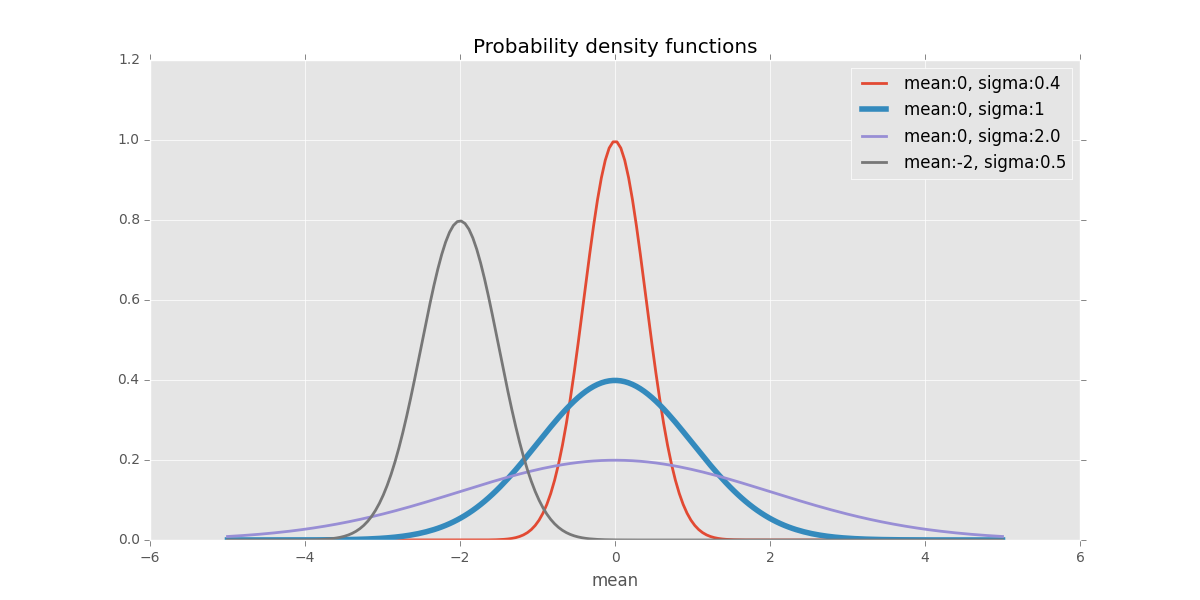 Probability density functions
1.2
1.0
0.8
0.6
0.4
0.2
0.0
mean:0, sigma:0.4
mean:0, sigma:1
mean:0, sigma:2.0
mean:-2, sigma:0.5
−6 −4 −2 0 2 4 6
mean